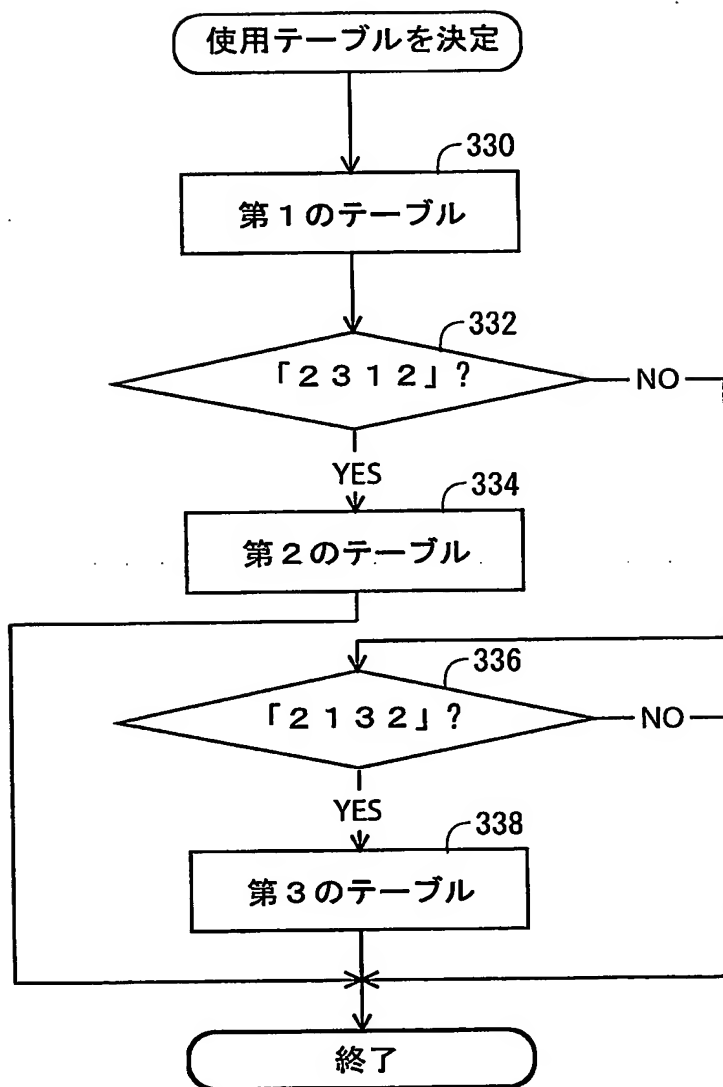 使用テーブルを決定
330
第1のテーブル
332
「2312」?
NO
YES
334
第2のテーブル
336
「2132」?
NO
YES
338
第3のテーブル
終了